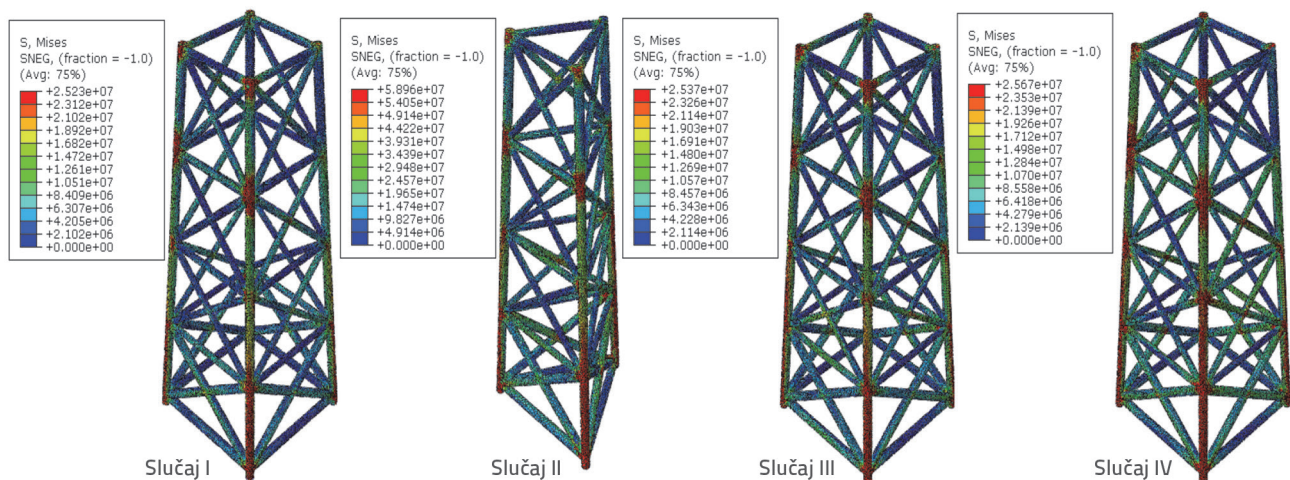 S, Mises
SNEG, (fraction = -1.0)
(Avg: 75%)
+2.523e+07
+2.312e+07
+2.102e+07
+1.892e+07
+1.682e+07
+1.472e+07
+1.261e+07
+1.051e+07
+8.409e+06
+6.307e+06
+4.205e+06
+2.102e+06
+0.000e+00
Slučaj I
S, Mises
SNEG, (fraction = -1.0)
(Avg: 75%)
+5.896e+07
+5.405e+07
+4.914e+07
+4.422e+07
+3.931e+07
+3.439e+07
+2.948e+07
+2.457e+07
+1.965e+07
+1.474e+07
+9.827e+06
+4.914e+06
+0.000e+00
Slučaj II
S, Mises
SNEG, (fraction = -1.0)
(Avg: 75%)
+2.537e+07
+2.326e+07
+2.114e+07
+1.903e+07
+1.691e+07
+1.480e+07
+1.269e+07
+1.057e+07
+8.457e+06
+6.343e+06
+4.228e+06
+2.114e+06
+0.000e+00
Slučaj III
S, Mises
SNEG, (fraction = -1.0)
(Avg: 75%)
+2.567e+07
+2.353e+07
+2.139e+07
+1.926e+07
+1.712e+07
+1.498e+07
+1.284e+07
+1.070e+07
+8.558e+06
+6.418e+06
+4.279e+06
+2.139e+06
+0.000e+00
Slučaj IV